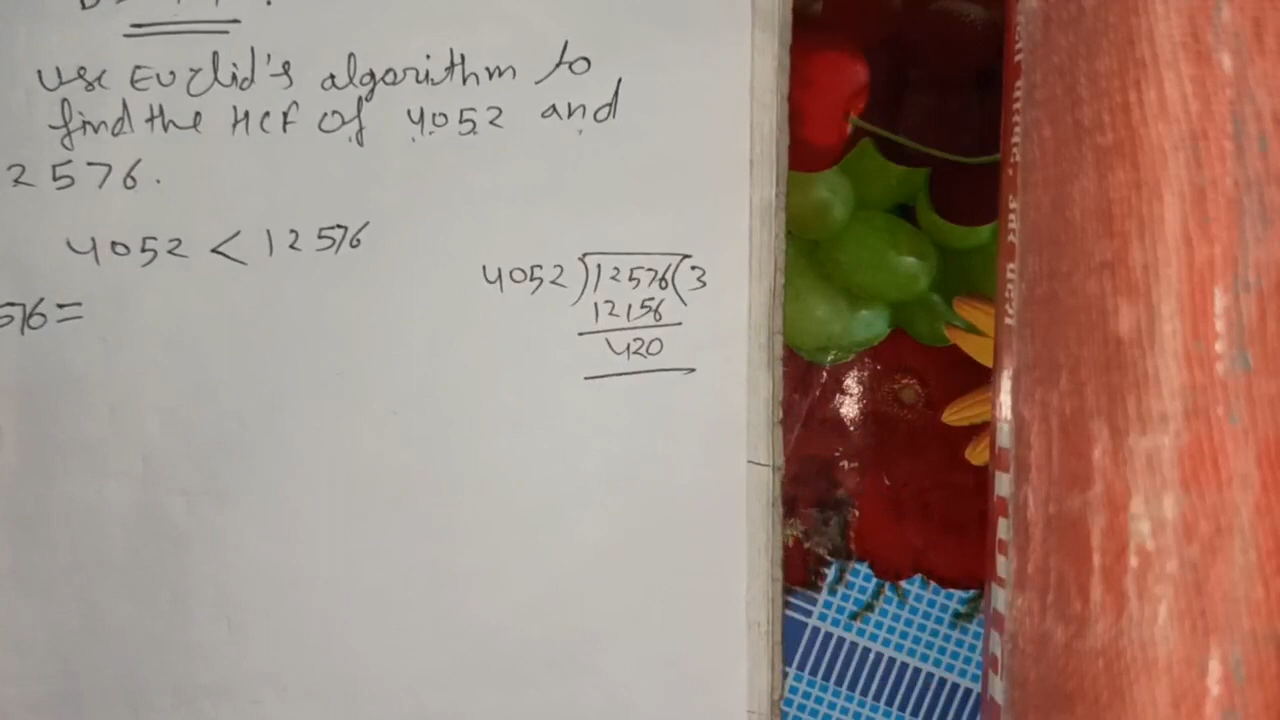 Use Euclid's algorithm to
find the HCF of 4052 and
2576.
4052 < 12576
576 =
4052)12576(3
12156
420